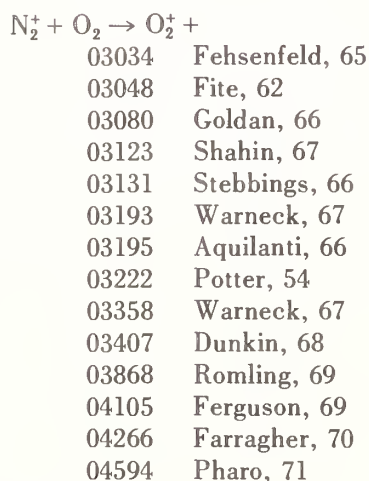 N₂⁺ + O₂ → O₂⁺ +
03034 Fehsenfeld, 65
03048 Fite, 62
03080 Goldan, 66
03123 Shahin, 67
03131 Stebbings, 66
03193 Warneck, 67
03195 Aquilanti, 66
03222 Potter, 54
03358 Warneck, 67
03407 Dunkin, 68
03868 Romling, 69
04105 Ferguson, 69
04266 Farragher, 70
04594 Pharo, 71